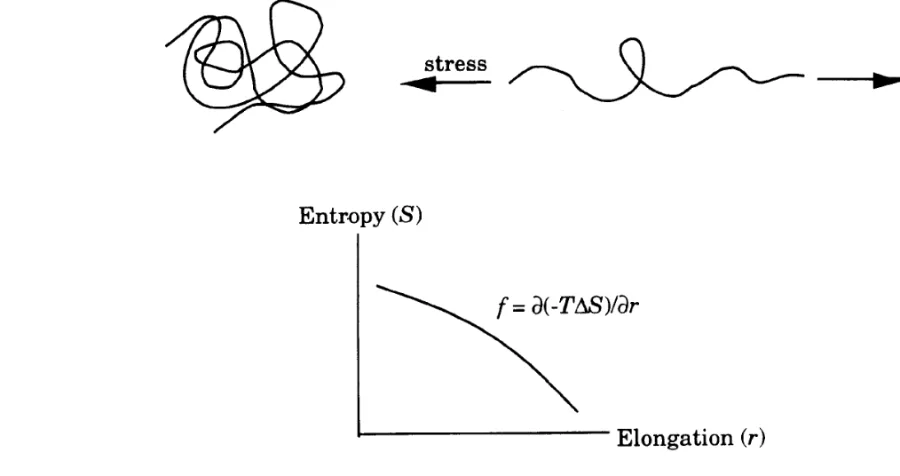 stress
Entropy (S)
f = ∂(-TΔS)/∂r
Elongation (r)